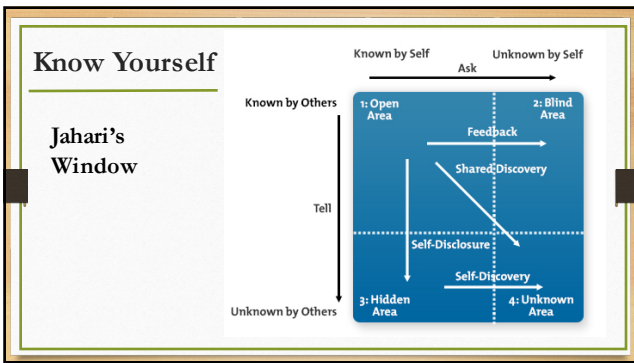 Know Yourself
Jahari's
Window
Known by Self
Unknown by Self
Ask
Known by Others
Tell
Unknown by Others
1: Open
Area
2: Blind
Area
Feedback
Shared Discovery
Self-Disclosure
Self-Discovery
3: Hidden
Area
4: Unknown
Area